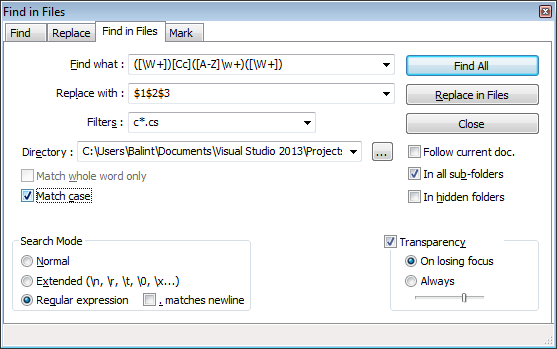 Find in Files
Find Replace Find in Files Mark
Find what : ([\W+])[Cc]([A-Z]\w+)([\W+]) Find All
Replace with : $1$2$3 Replace in Files
Filters : c*.cs Close
Directory : C:\Users\Balint\Documents\Visual Studio 2013\Projects ... Follow current doc.
Match whole word only In all sub-folders
Match case In hidden folders
Search Mode Transparency
Normal On losing focus
Extended (\n, \r, \t, \0, \x...) Always
Regular expression . matches newline